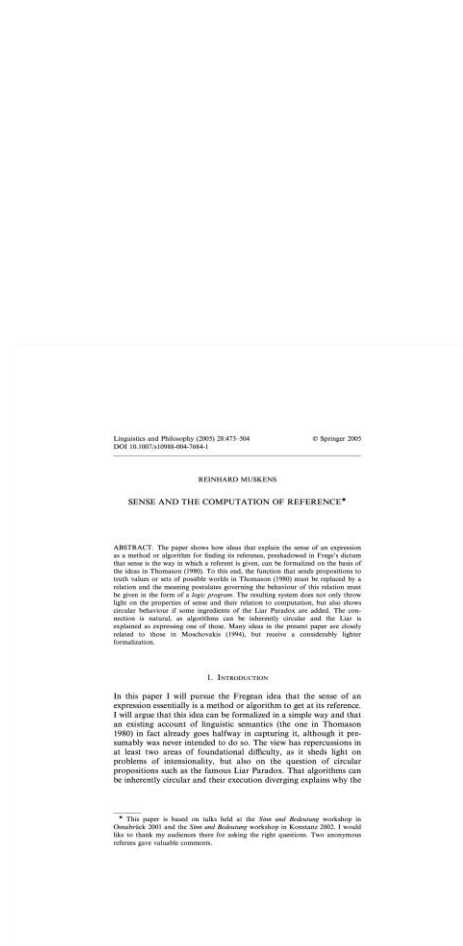 Linguistics and Philosophy (2005) 28:473–504 © Springer 2005
DOI 10.1007/s10988-004-7684-1
REINHARD MUSKENS
SENSE AND THE COMPUTATION OF REFERENCE*
ABSTRACT. The paper shows how ideas that explain the sense of an expression
as a method or algorithm for finding its reference, preshadowed in Frege's dictum
that sense is the way in which a referent is given, can be formalized on the basis of
the ideas in Thomason (1980). To this end, the function that sends propositions to
truth values or sets of possible worlds in Thomason (1980) must be replaced by a
relation and the meaning postulates governing the behaviour of this relation must
be given in the form of a logic program. The resulting system does not only throw
light on the properties of sense and their relation to computation, but also shows
circular behaviour if some ingredients of the Liar Paradox are added. The con-
nection is natural, as algorithms can be inherently circular and the Liar is
explained as expressing one of those. Many ideas in the present paper are closely
related to those in Moschovakis (1994), but receive a considerably lighter
formalization.
1. INTRODUCTION
In this paper I will pursue the Fregean idea that the sense of an
expression essentially is a method or algorithm to get at its reference.
I will argue that this idea can be formalized in a simple way and that
an existing account of linguistic semantics (the one in Thomason
1980) in fact already goes halfway in capturing it, although it pre-
sumably was never intended to do so. The view has repercussions in
at least two areas of foundational difficulty, as it sheds light on
problems of intensionality, but also on the question of circular
propositions such as the famous Liar Paradox. That algorithms can
be inherently circular and their execution diverging explains why the
* This paper is based on talks held at the Sinn und Bedeutung workshop in
Osnabrück 2001 and the Sinn und Bedeutung workshop in Konstanz 2002. I would
like to thank my audiences there for asking the right questions. Two anonymous
referees gave valuable comments.